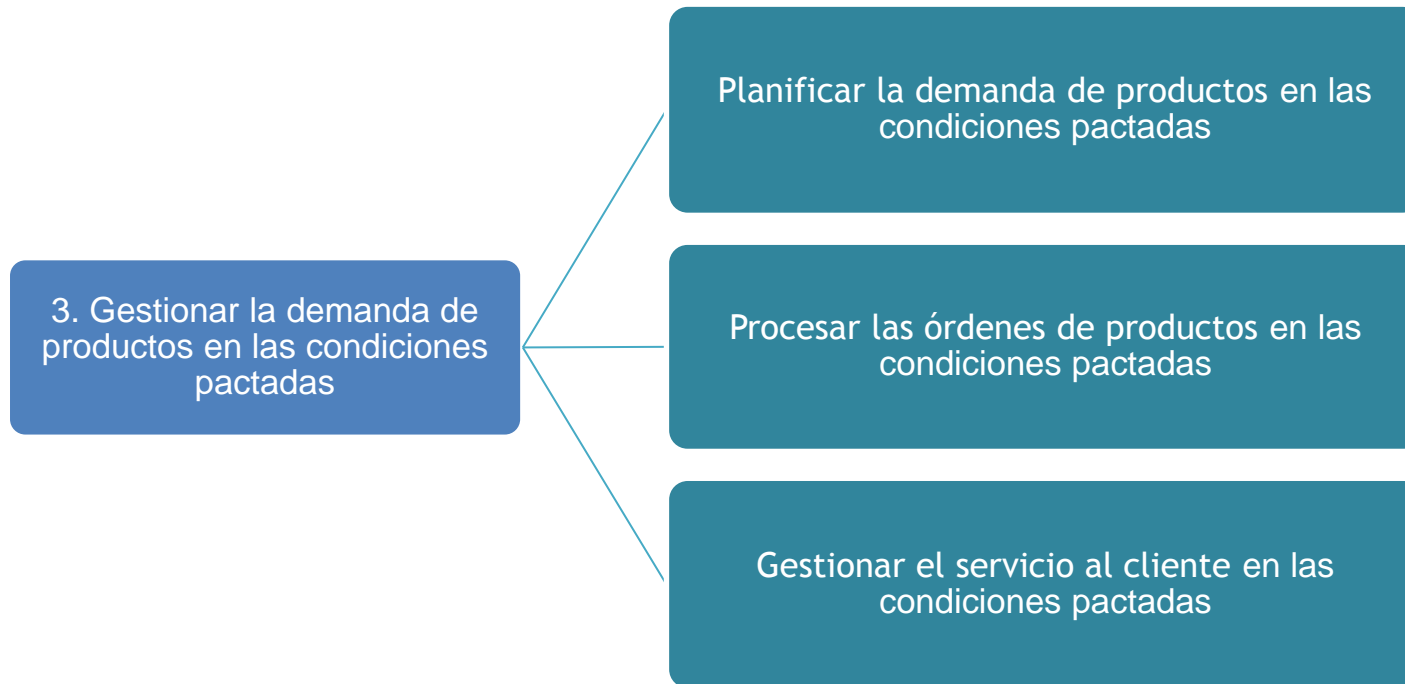 3. Gestionar la demanda de
productos en las condiciones
pactadas
Planificar la demanda de productos en las
condiciones pactadas
Procesar las órdenes de productos en las
condiciones pactadas
Gestionar el servicio al cliente en las
condiciones pactadas